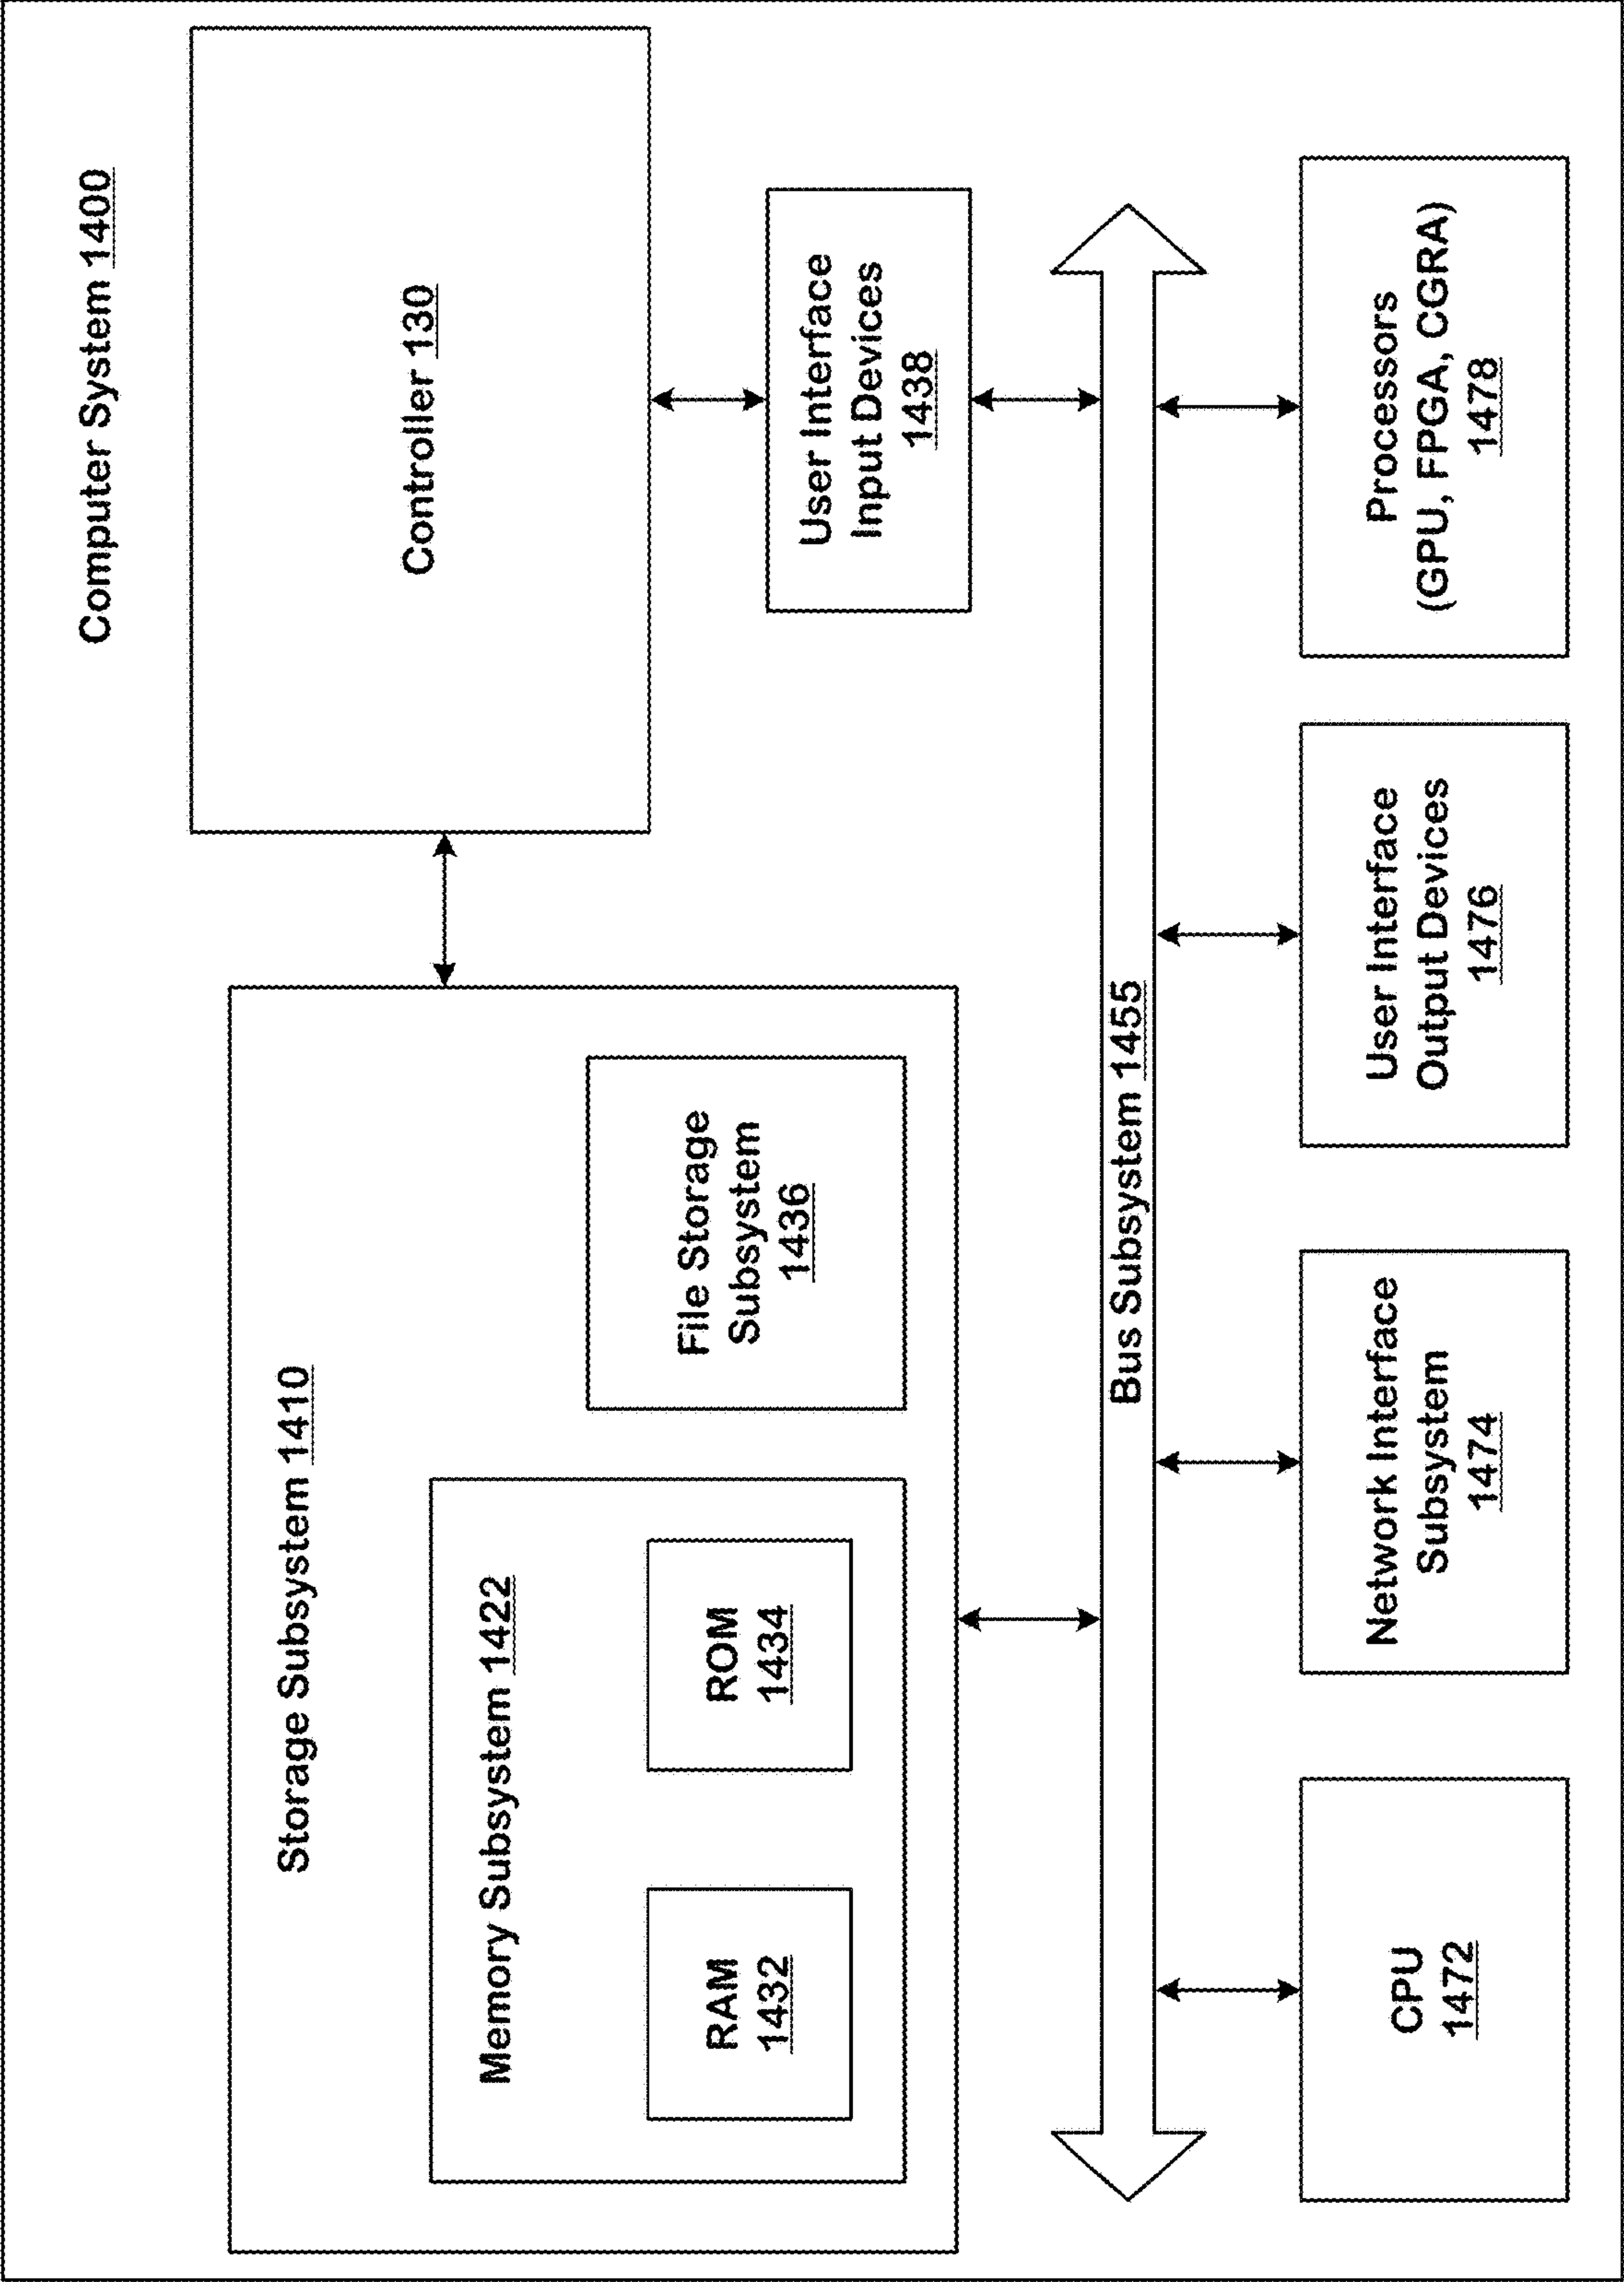 Computer System 1400
Storage Subsystem 1410
Memory Subsystem 1422
RAM
1432
ROM
1434
File Storage
Subsystem
1436
Controller 130
User Interface
Input Devices
1438
Bus Subsystem 1455
CPU
1472
Network Interface
Subsystem
1474
User Interface
Output Devices
1476
Processors
(GPU, FPGA, CGRA)
1478